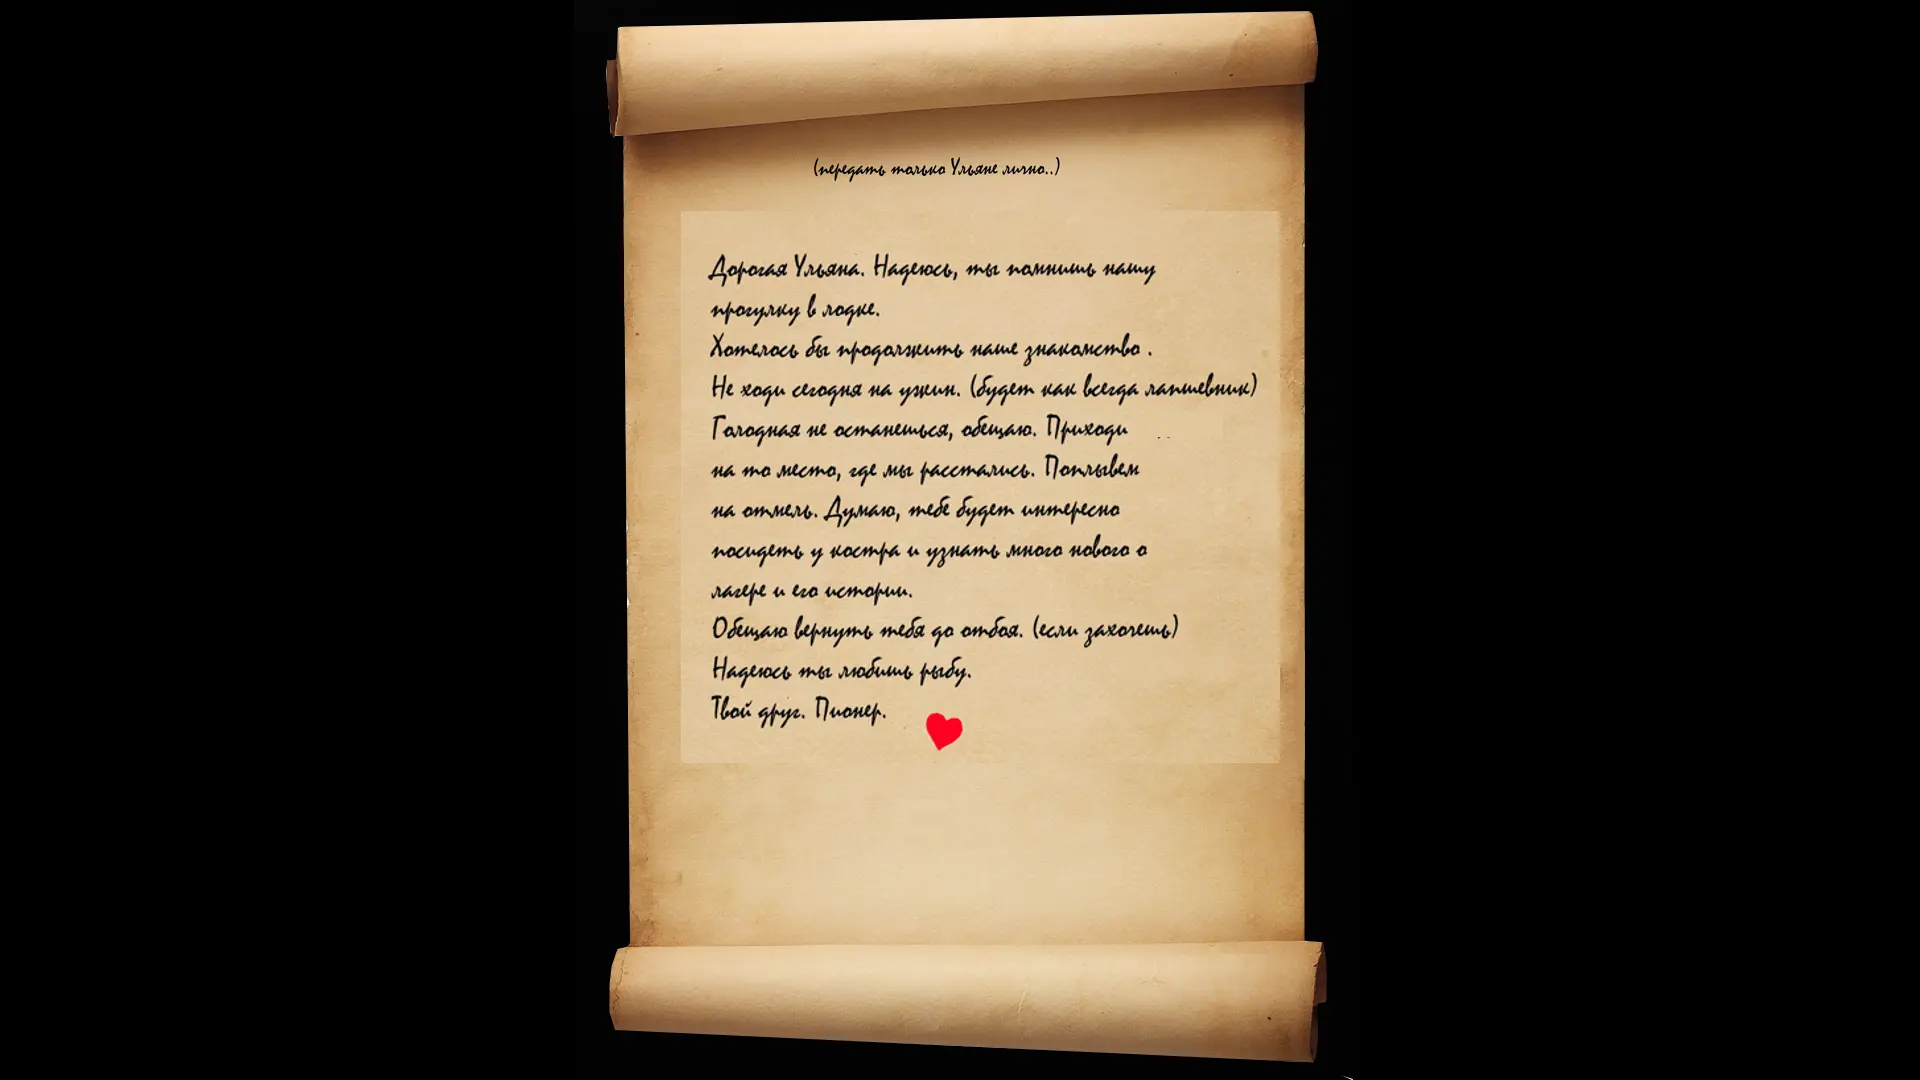 (передать только Ульяне лично..)
Дорогая Ульяна. Надеюсь, ты помнишь нашу
прогулку в лодке.
Хотелось бы продолжить наше знакомство .
Не ходи сегодня на ужин. (будет как всегда лапшевник)
Голодная не останешься, обещаю. Приходи
на то место, где мы расстались. Поплывем
на отмель. Думаю, тебе будет интересно
посидеть у костра и узнать много нового о
лагере и его истории.
Обещаю вернуть тебя до отбоя. (если захочешь)
Надеюсь ты любишь рыбу.
Твой друг. Пионер.